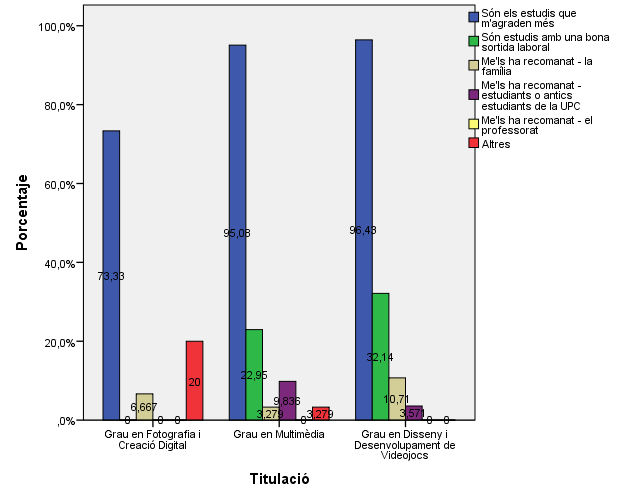 Són els estudis que
m'agraden més
Són estudis amb una bona
sortida laboral
Me'ls ha recomanat - la
família
Me'ls ha recomanat -
estudiants o antics
estudiants de la UPC
Me'ls ha recomanat - el
professorat
Altres
Porcentaje
100,0%
80,0%
60,0%
40,0%
20,0%
,0%
73,33
0
6,667
0
0
20
95,08
22,95
3,279
9,836
0
3,279
96,43
32,14
10,71
3,571
0
0
Grau en Fotografia i
Creació Digital
Grau en Multimèdia
Grau en Disseny i
Desenvolupament de
Videojocs
Titulació